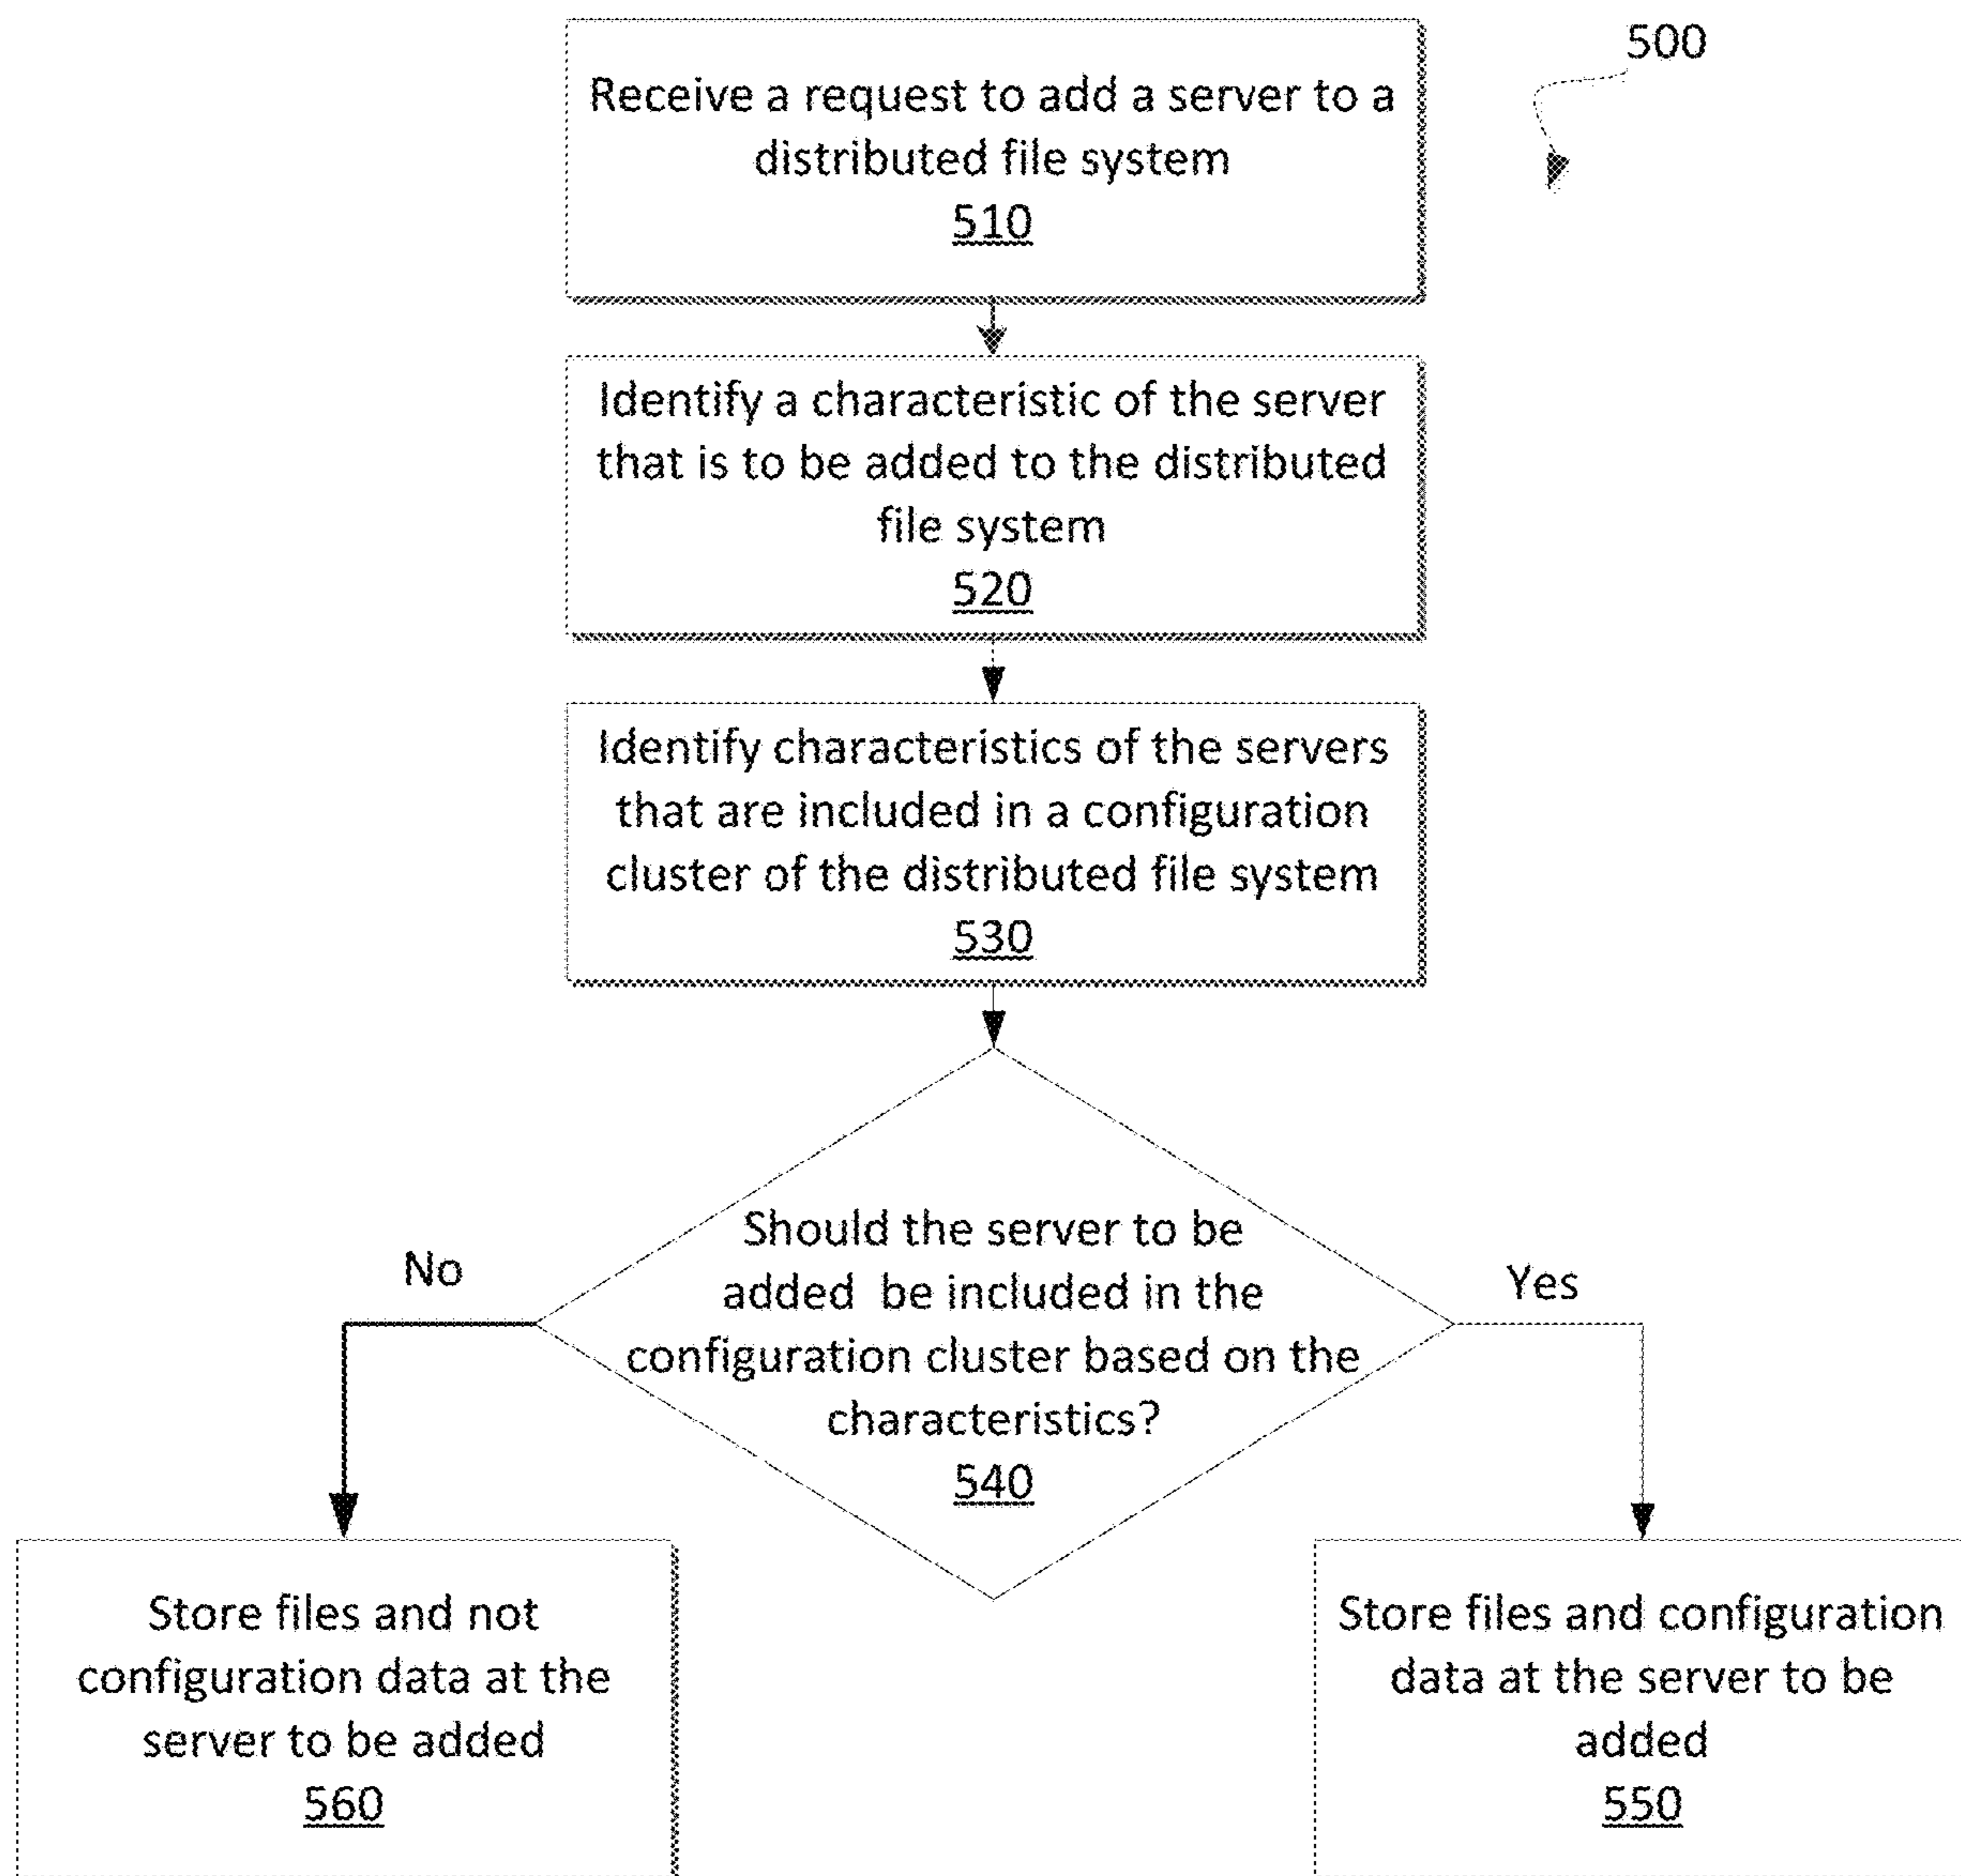 500
Receive a request to add a server to a
distributed file system
510
Identify a characteristic of the server
that is to be added to the distributed
file system
520
Identify characteristics of the servers
that are included in a configuration
cluster of the distributed file system
530
Should the server to be
added be included in the
configuration cluster based on the
characteristics?
540
No
Yes
Store files and not
configuration data at the
server to be added
560
Store files and configuration
data at the server to be
added
550